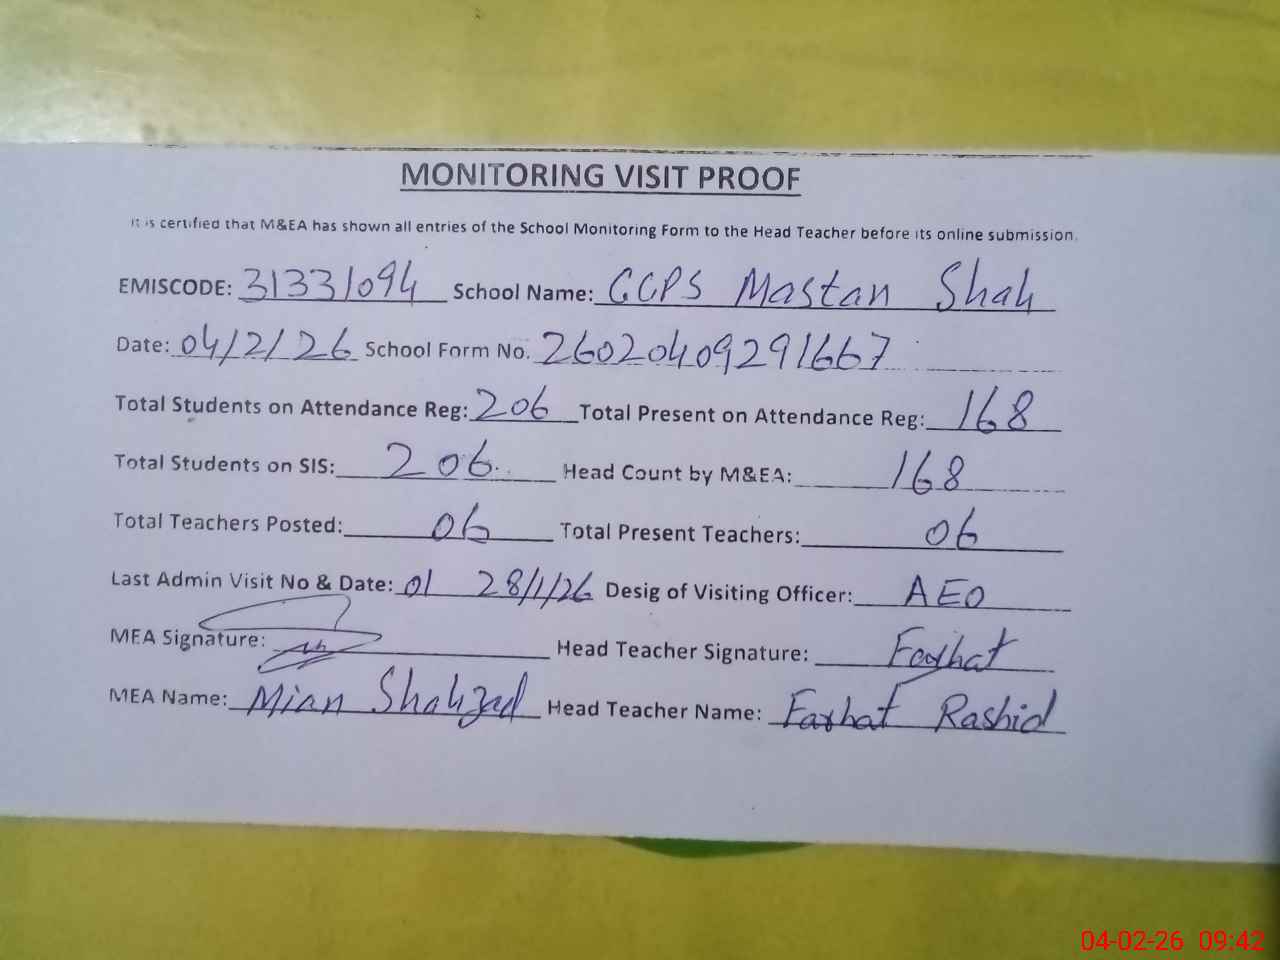 MONITORING VISIT PROOF
It is certified that M&EA has shown all entries of the School Monitoring Form to the Head Teacher before its online submission.
EMISCODE: 31331094 School Name: GCPS Mastan Shah
Date: 04/2/26 School Form No. 26020409291667
Total Students on Attendance Reg: 206 Total Present on Attendance Reg: 168
Total Students on SIS: 206 Head Count by M&EA: 168
Total Teachers Posted: 06 Total Present Teachers: 06
Last Admin Visit No & Date: 01 28/1/26 Desig of Visiting Officer: AEO
MEA Signature: Head Teacher Signature: Farhat
MEA Name: Mian Shahzad Head Teacher Name: Farhat Rashid
04-02-26 09:42